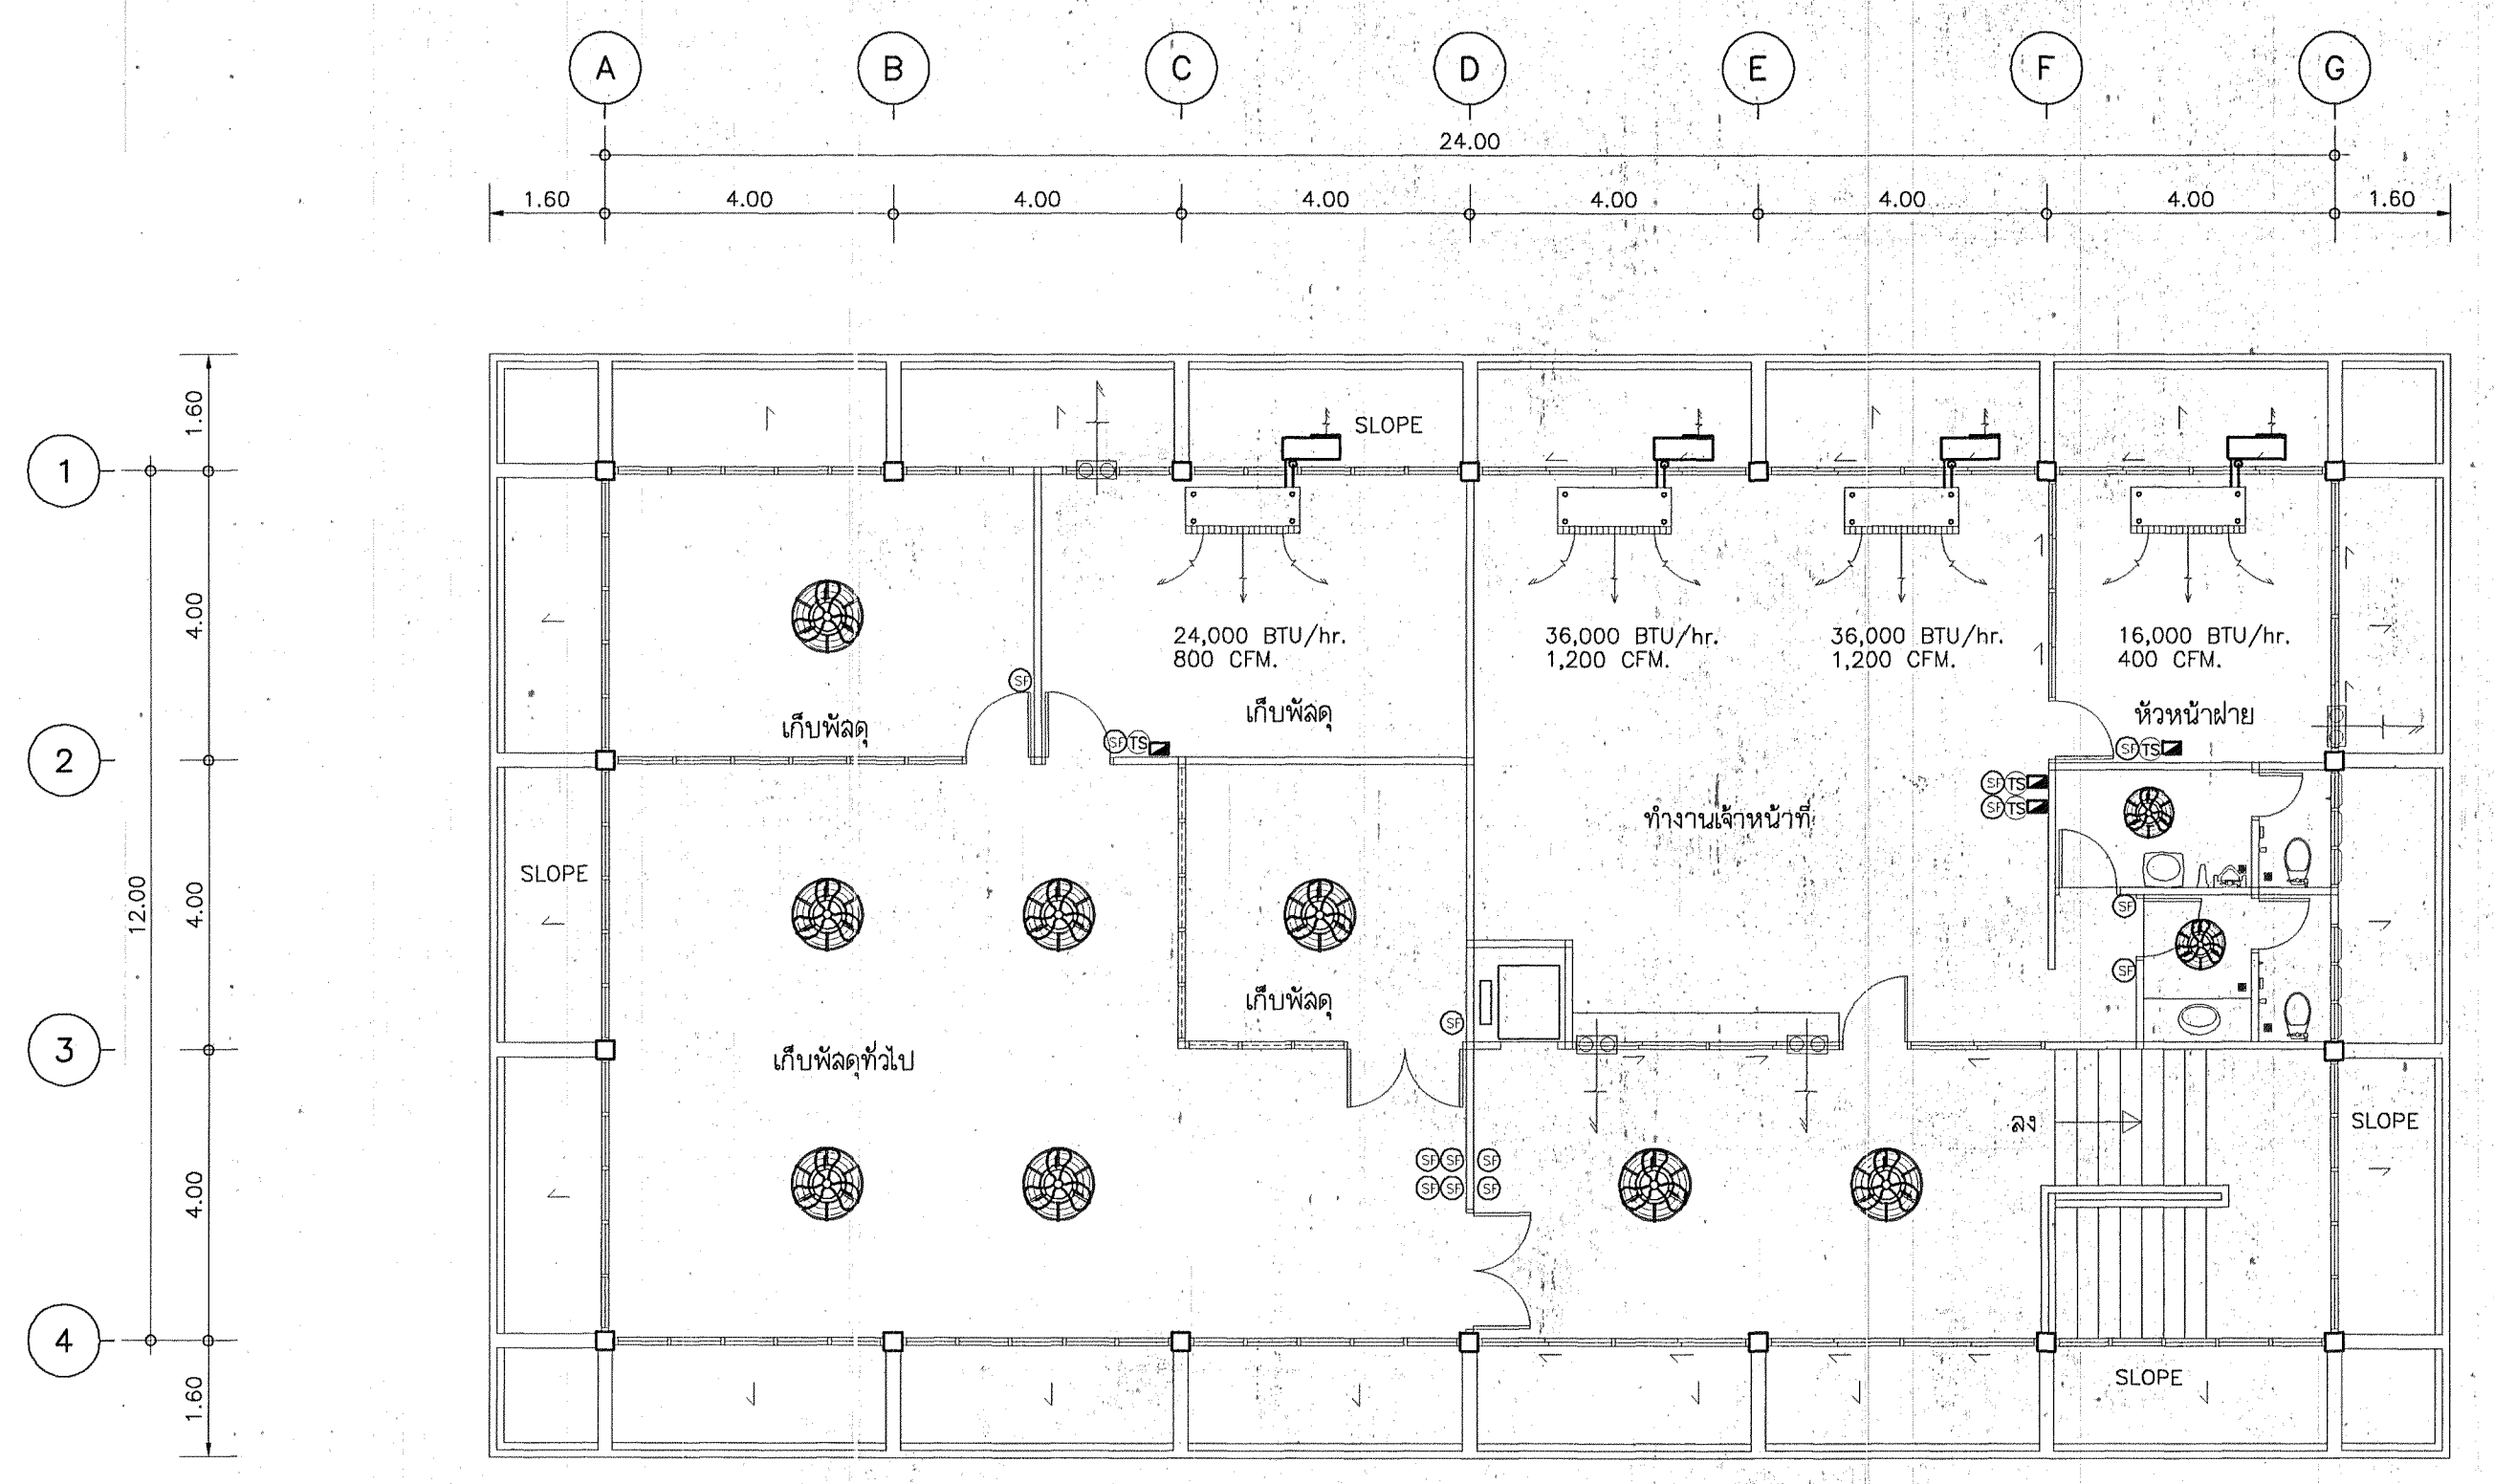 A B C D E F G
24.00
1.60 4.00 4.00 4.00 4.00 4.00 4.00 1.60
1.60
SLOPE
1
4.00
24,000 BTU/hr.
800 CFM.
36,000 BTU/hr.
1,200 CFM.
36,000 BTU/hr.
1,200 CFM.
16,000 BTU/hr.
400 CFM.
SF
เก็บพัสดุ
เก็บพัสดุ
หัวหน้าฝ่าย
SF TS
SF TS
2
SF TS
SF TS
ทำงานเจ้าหน้าที่
SLOPE
12.00
4.00
SF
SF
เก็บพัสดุ
SF
3
เก็บพัสดุทั่วไป
ลง
SLOPE
SF SF SF
SF SF SF
4.00
4
SLOPE
1.60